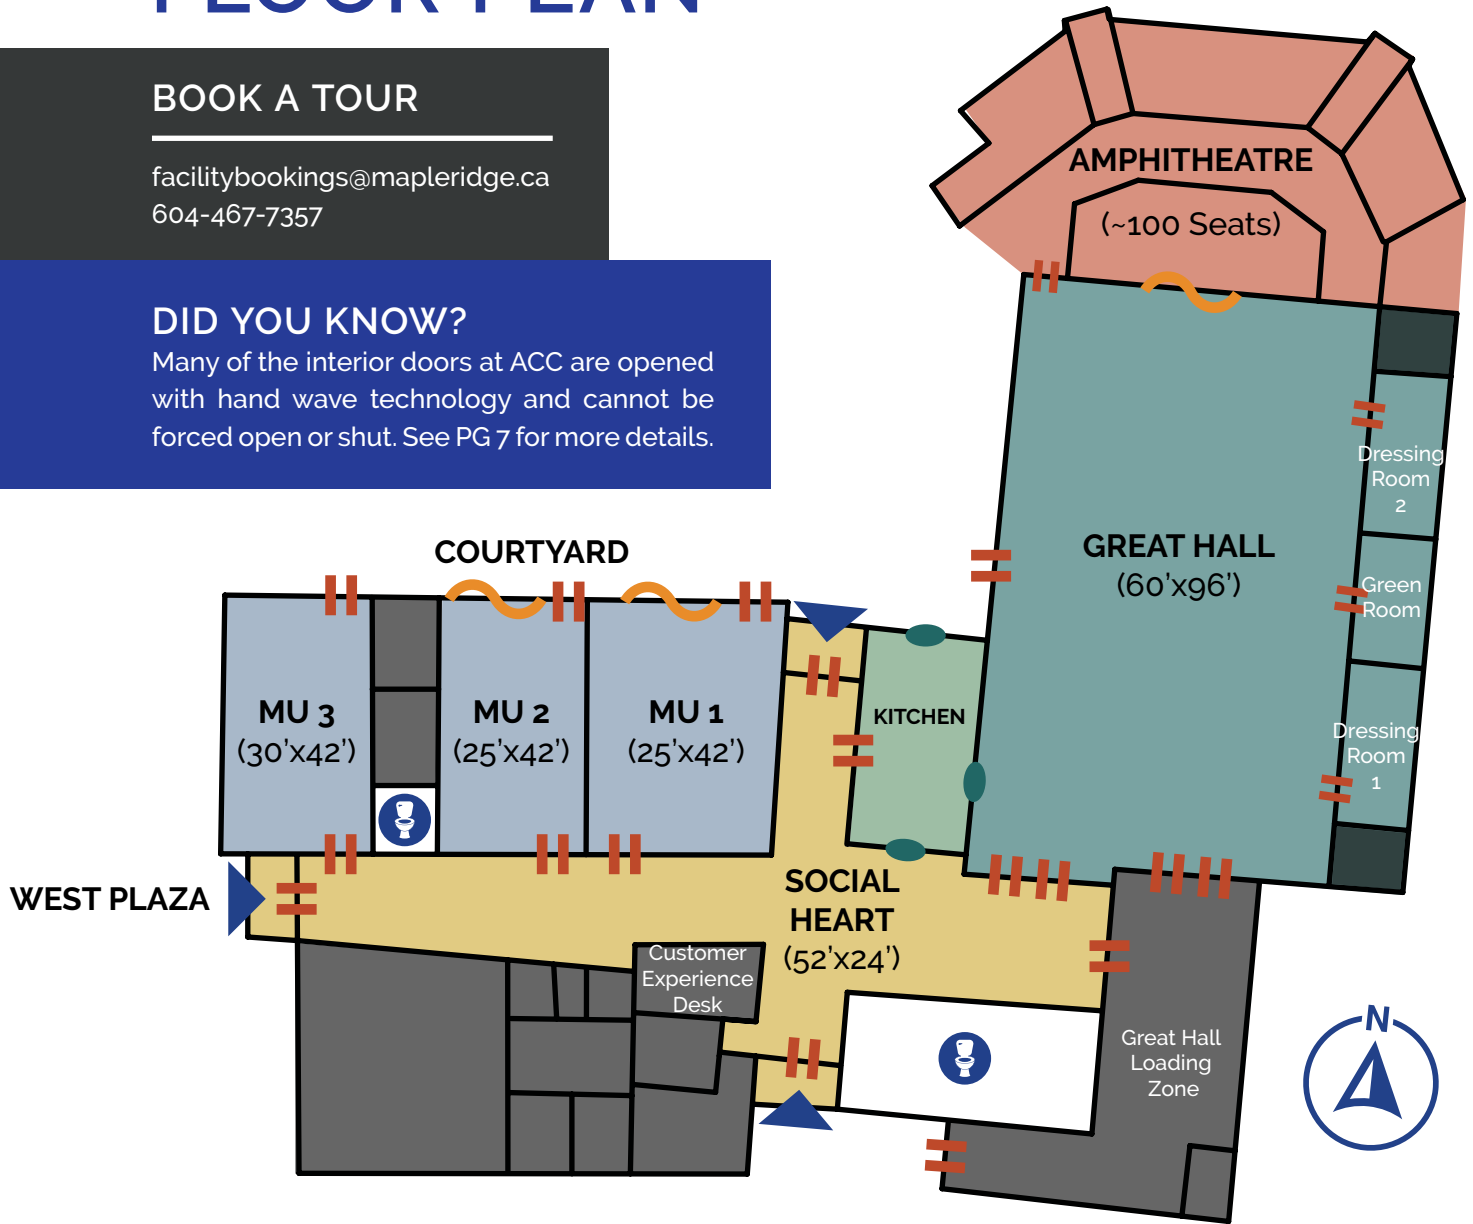 FLOOR PLAN
BOOK A TOUR
facilitybookings@mapleridge.ca
604-467-7357
DID YOU KNOW?
Many of the interior doors at ACC are opened
with hand wave technology and cannot be
forced open or shut. See PG 7 for more details.
AMPHITHEATRE
(~100 Seats)
GREAT HALL
(60'x96')
Dressing
Room
2
Green
Room
Dressing
Room
1
COURTYARD
MU 3
(30'x42')
MU 2
(25'x42')
MU 1
(25'x42')
KITCHEN
WEST PLAZA
SOCIAL
HEART
(52'x24')
Customer
Experience
Desk
Great Hall
Loading
Zone
N